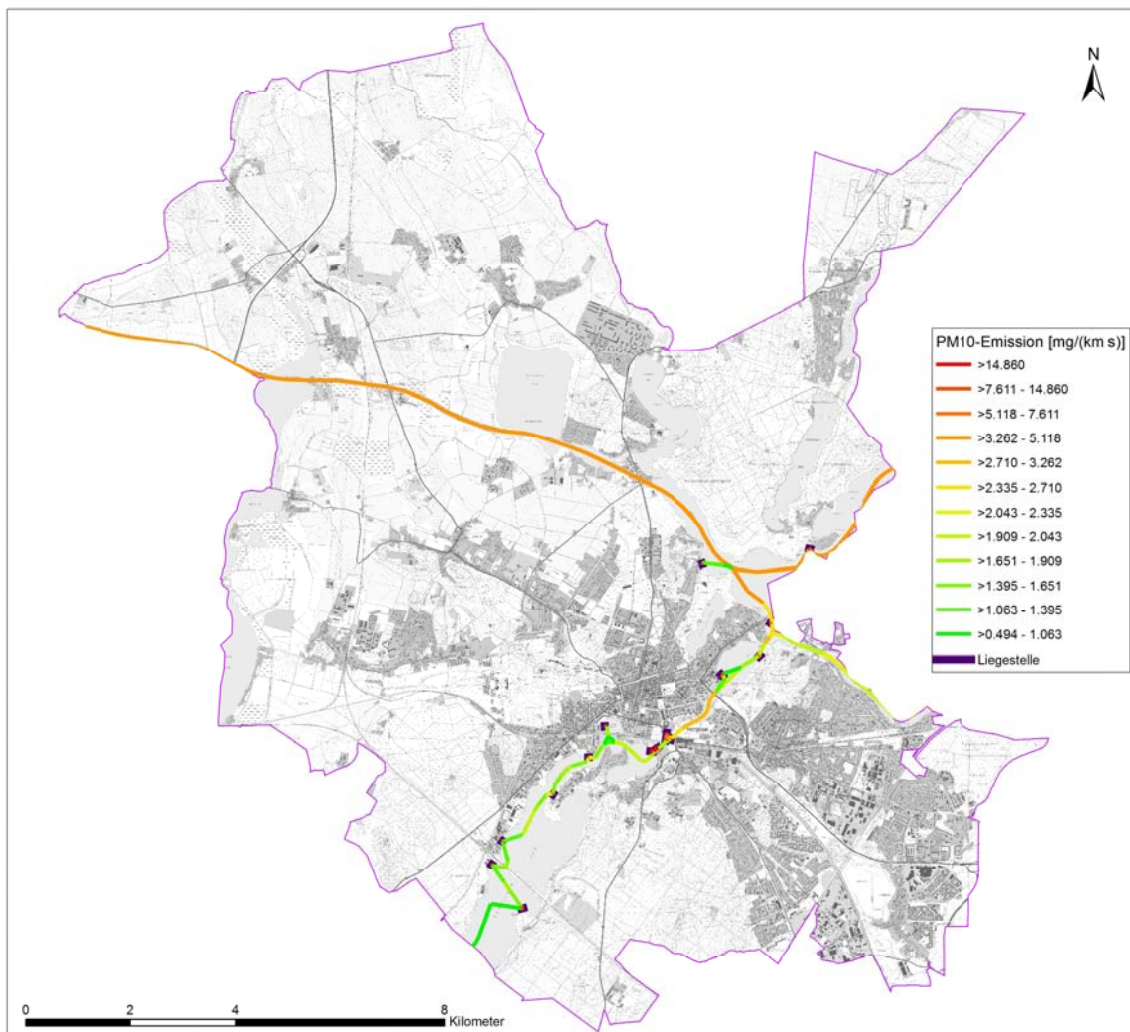 N
PM10-Emission [mg/(km s)]
>14.860
>7.611 - 14.860
>5.118 - 7.611
>3.262 - 5.118
>2.710 - 3.262
>2.335 - 2.710
>2.043 - 2.335
>1.909 - 2.043
>1.651 - 1.909
>1.395 - 1.651
>1.063 - 1.395
>0.494 - 1.063
Liegestelle
0 2 4 8
Kilometer